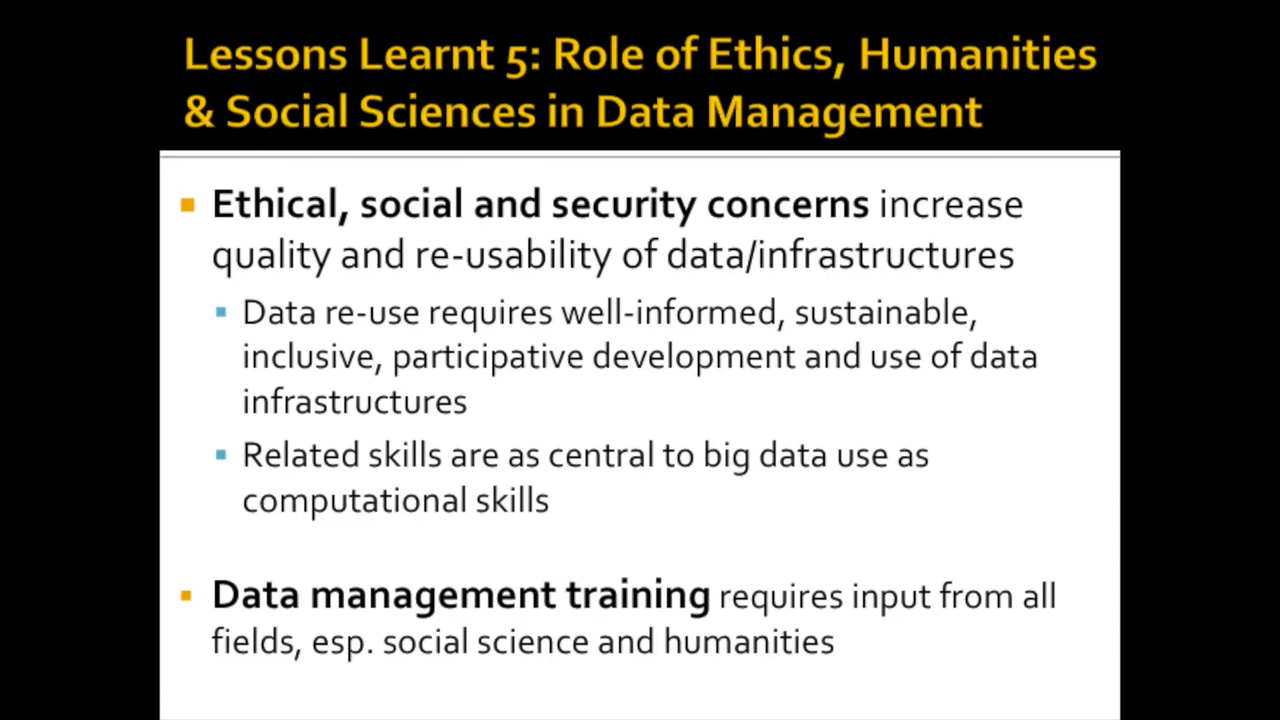 Lessons Learnt 5: Role of Ethics, Humanities
& Social Sciences in Data Management
Ethical, social and security concerns increase
quality and re-usability of data/infrastructures
Data re-use requires well-informed, sustainable,
inclusive, participative development and use of data
infrastructures
Related skills are as central to big data use as
computational skills
Data management training requires input from all
fields, esp. social science and humanities